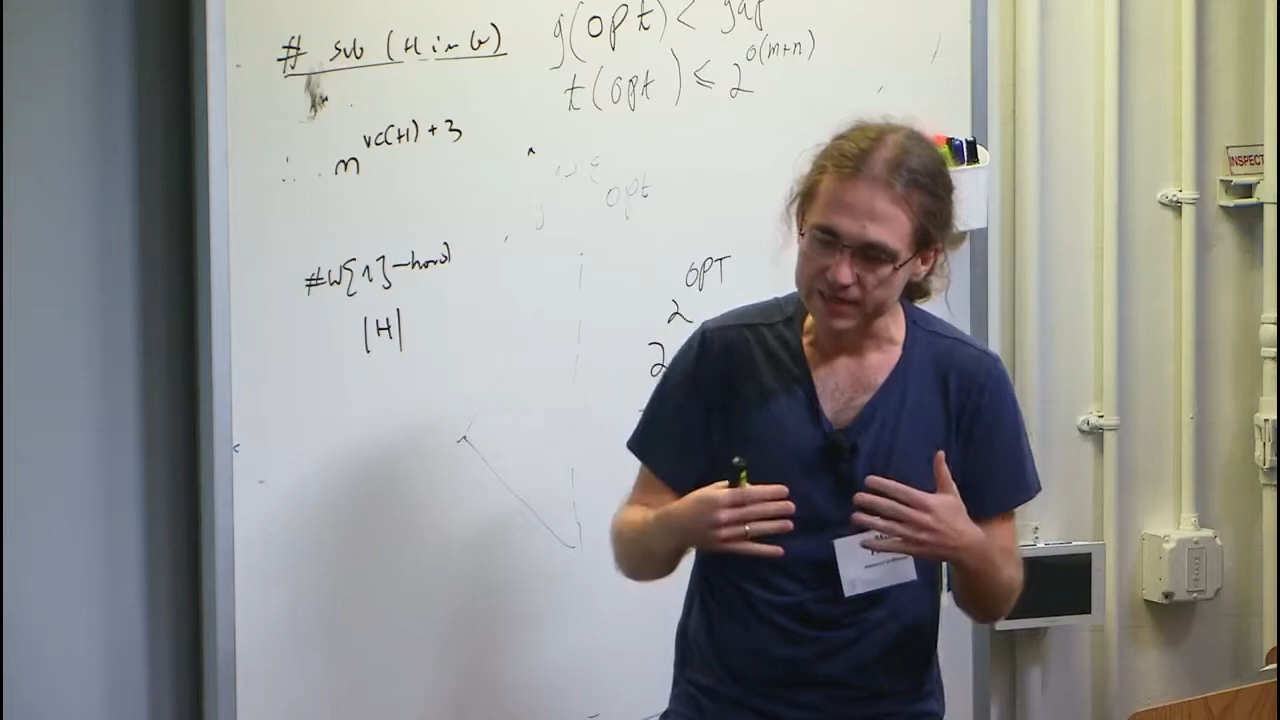 # sub (H in G)
g(opt) < gap
t(opt) ≤ 2^o(m+n)
n^vc(H)+3
opt
#W[1]-hard
OPT
|H|
2
2
INSPECT